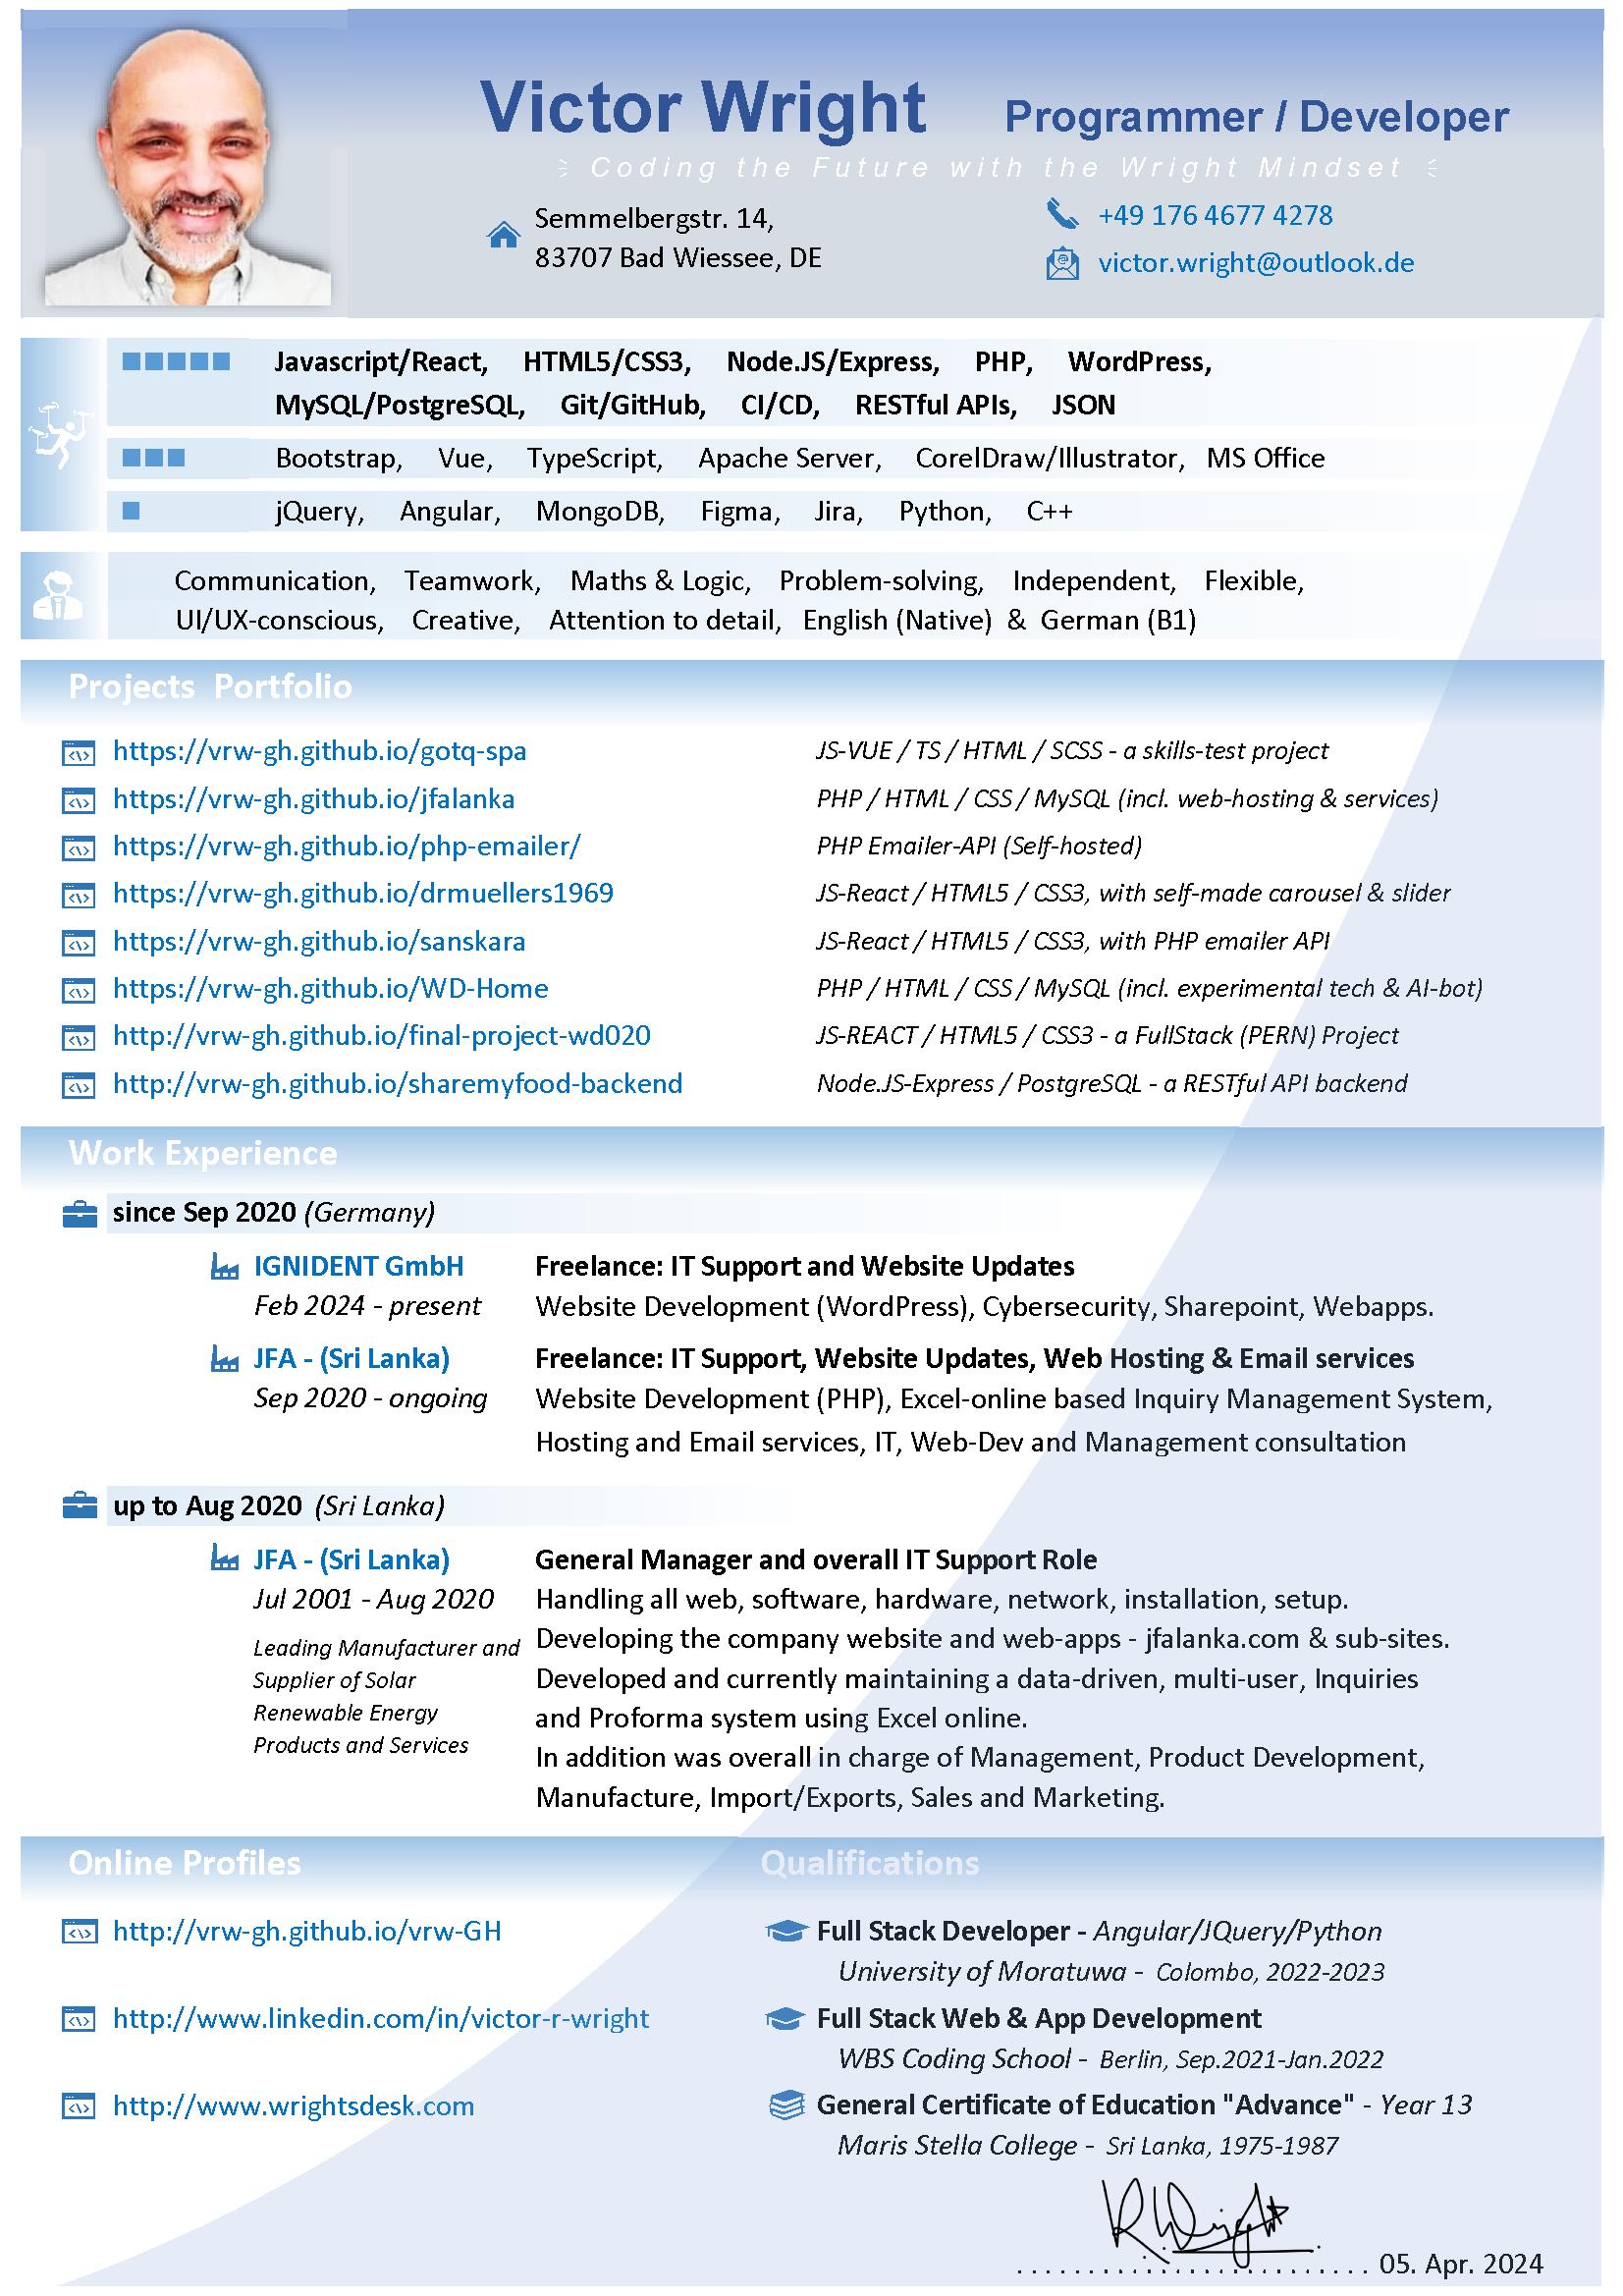 Victor Wright Programmer / Developer
Coding the Future with the Wright Mindset
Semmelbergstr. 14,
83707 Bad Wiessee, DE
+49 176 4677 4278
victor.wright@outlook.de
Javascript/React, HTML5/CSS3, Node.JS/Express, PHP, WordPress,
MySQL/PostgreSQL, Git/GitHub, CI/CD, RESTful APIs, JSON
Bootstrap, Vue, TypeScript, Apache Server, CorelDraw/Illustrator, MS Office
jQuery, Angular, MongoDB, Figma, Jira, Python, C++
Communication, Teamwork, Maths & Logic, Problem-solving, Independent, Flexible,
UI/UX-conscious, Creative, Attention to detail, English (Native) & German (B1)
Projects Portfolio
https://vrw-gh.github.io/gotq-spa JS-VUE / TS / HTML / SCSS - a skills-test project
https://vrw-gh.github.io/jfalanka PHP / HTML / CSS / MySQL (incl. web-hosting & services)
https://vrw-gh.github.io/php-emailer/ PHP Emailer-API (Self-hosted)
https://vrw-gh.github.io/drmuellers1969 JS-React / HTML5 / CSS3, with self-made carousel & slider
https://vrw-gh.github.io/sanskara JS-React / HTML5 / CSS3, with PHP emailer API
https://vrw-gh.github.io/WD-Home PHP / HTML / CSS / MySQL (incl. experimental tech & AI-bot)
http://vrw-gh.github.io/final-project-wd020 JS-REACT / HTML5 / CSS3 - a FullStack (PERN) Project
http://vrw-gh.github.io/sharemyfood-backend Node.JS-Express / PostgreSQL - a RESTful API backend
Work Experience
since Sep 2020 (Germany)
IGNIDENT GmbH Freelance: IT Support and Website Updates
Feb 2024 - present Website Development (WordPress), Cybersecurity, Sharepoint, Webapps.
JFA - (Sri Lanka) Freelance: IT Support, Website Updates, Web Hosting & Email services
Sep 2020 - ongoing Website Development (PHP), Excel-online based Inquiry Management System,
Hosting and Email services, IT, Web-Dev and Management consultation
up to Aug 2020 (Sri Lanka)
JFA - (Sri Lanka)
Jul 2001 - Aug 2020
Leading Manufacturer and
Supplier of Solar
Renewable Energy
Products and Services
General Manager and overall IT Support Role
Handling all web, software, hardware, network, installation, setup.
Developing the company website and web-apps - jfalanka.com & sub-sites.
Developed and currently maintaining a data-driven, multi-user, Inquiries
and Proforma system using Excel online.
In addition was overall in charge of Management, Product Development,
Manufacture, Import/Exports, Sales and Marketing.
Online Profiles
http://vrw-gh.github.io/vrw-GH
http://www.linkedin.com/in/victor-r-wright
http://www.wrightsdesk.com
Qualifications
Full Stack Developer - Angular/JQuery/Python
University of Moratuwa - Colombo, 2022-2023
Full Stack Web & App Development
WBS Coding School - Berlin, Sep.2021-Jan.2022
General Certificate of Education "Advance" - Year 13
Maris Stella College - Sri Lanka, 1975-1987
R. Wright
05. Apr. 2024